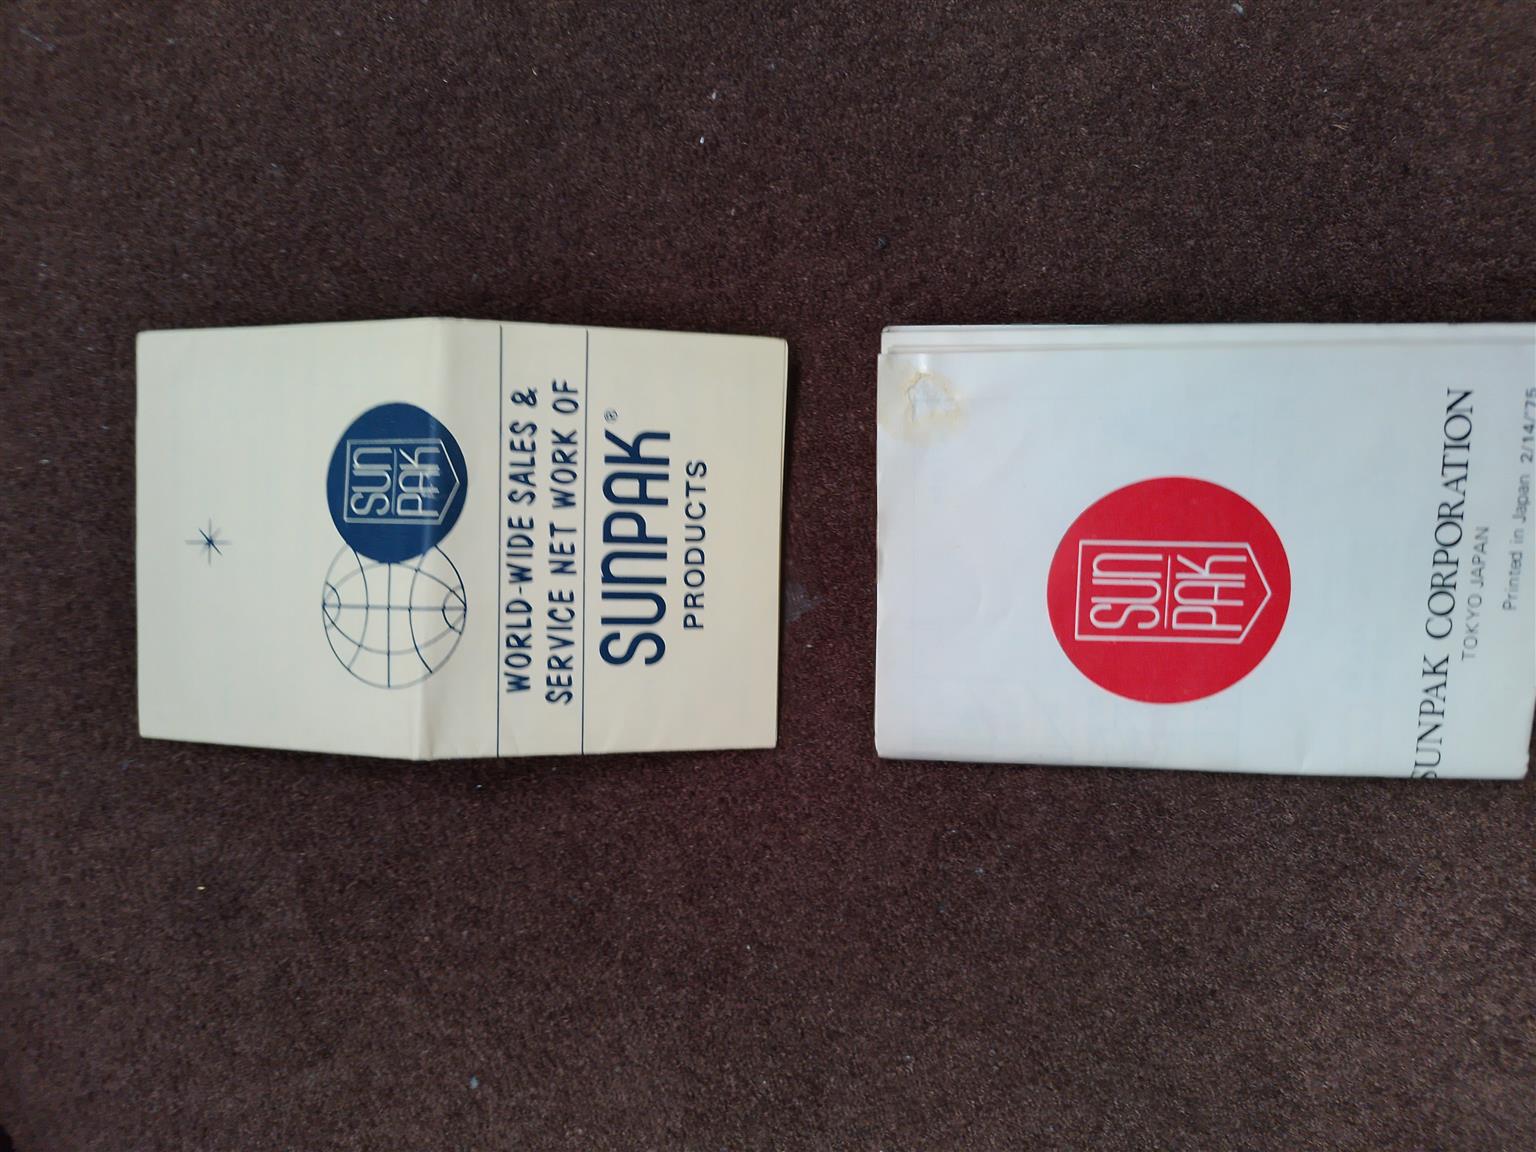 SUN
PAK
WORLD-WIDE SALES &
SERVICE NET WORK OF
SUNPAK®
PRODUCTS
SUN
PAK
SUNPAK CORPORATION
TOKYO JAPAN
Printed in Japan 2/14/'75